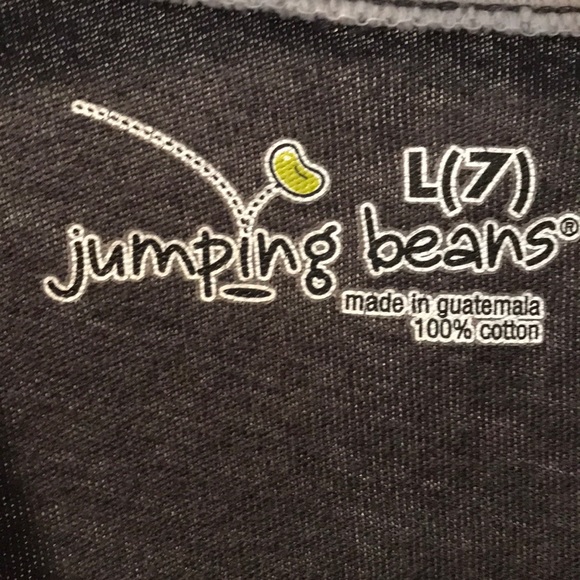 L(7)
jumping beans®
made in guatemala
100% cotton